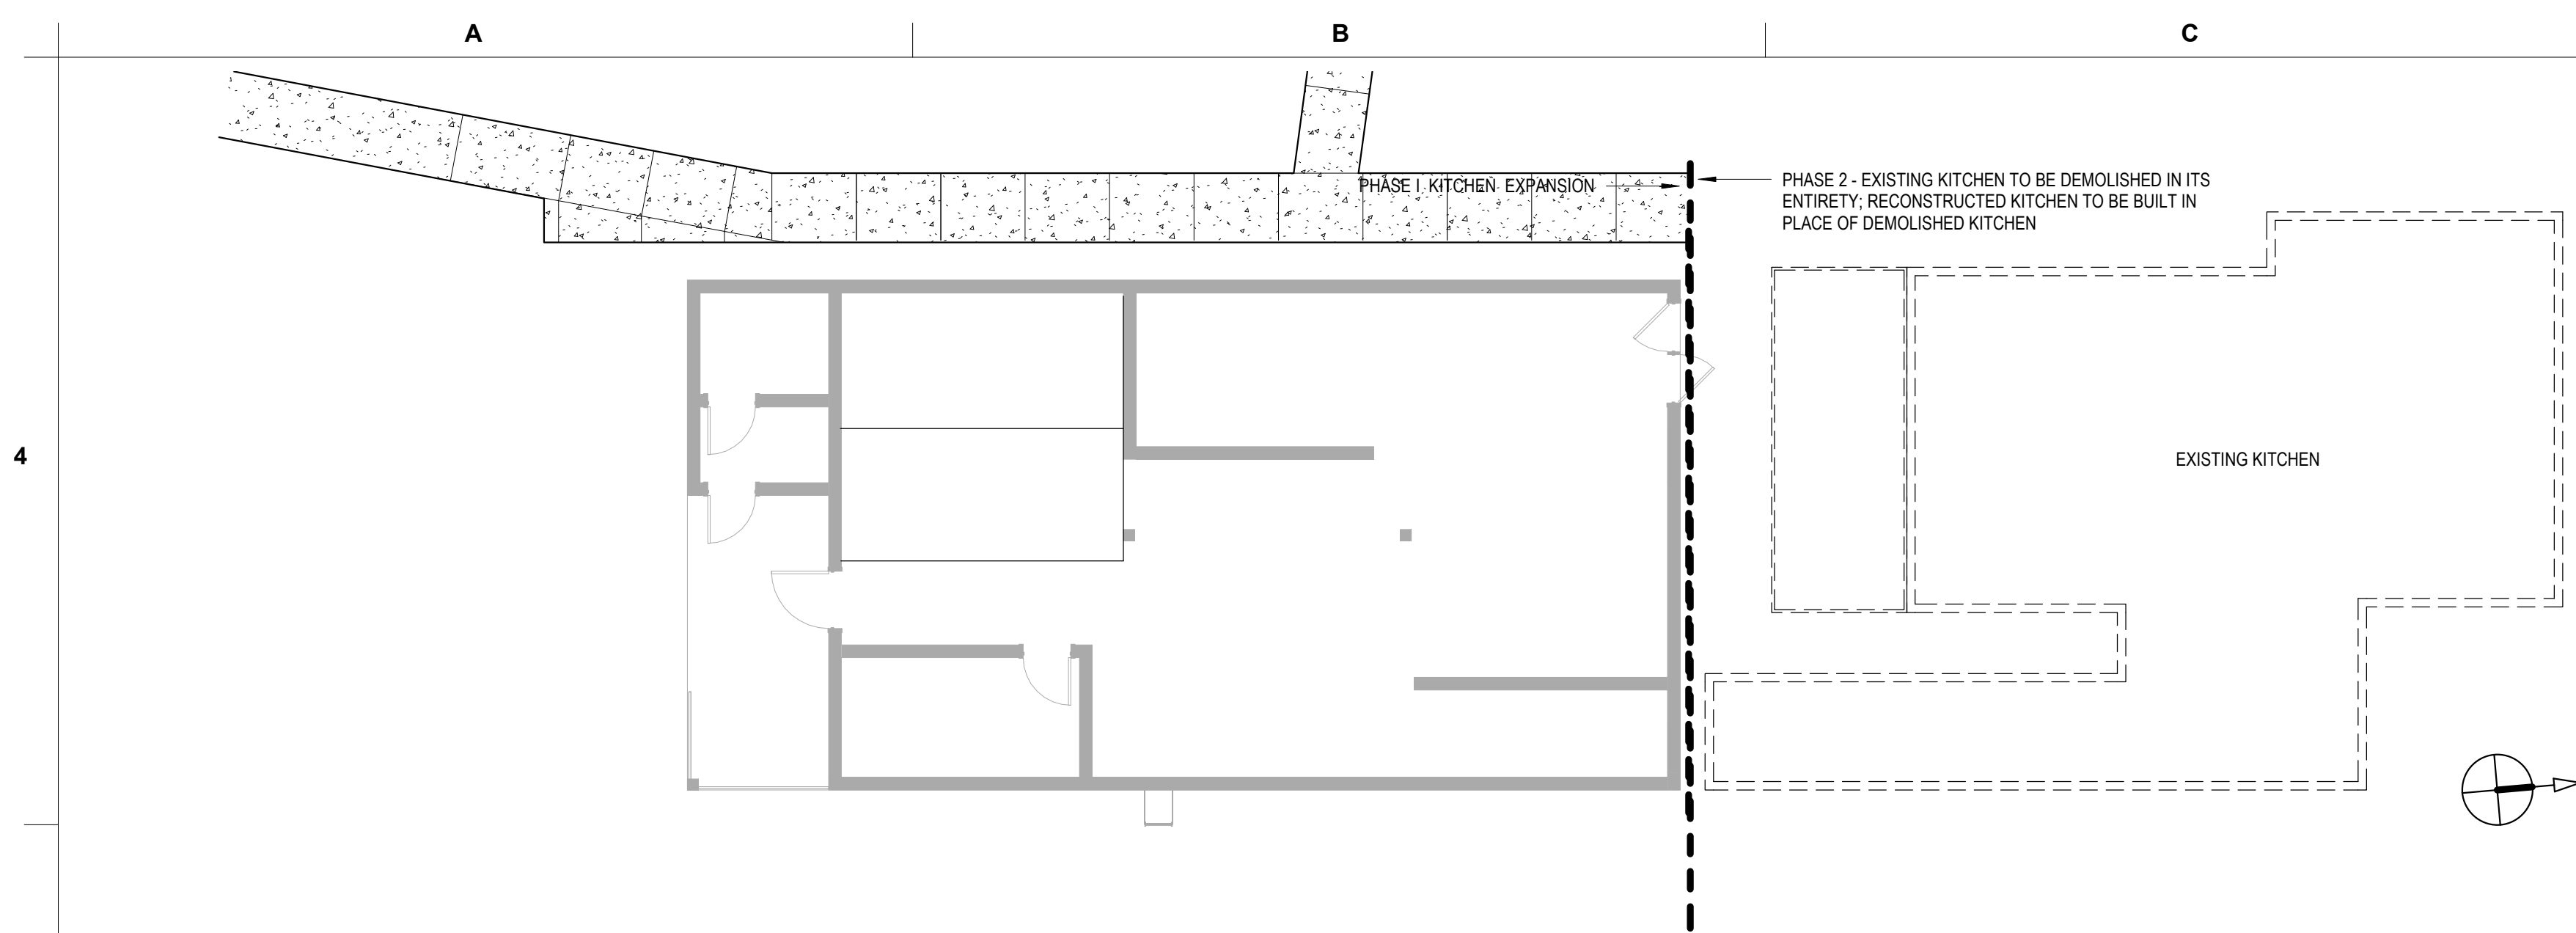 A
B
C
PHASE I KITCHEN EXPANSION
PHASE 2 - EXISTING KITCHEN TO BE DEMOLISHED IN ITS
ENTIRETY; RECONSTRUCTED KITCHEN TO BE BUILT IN
PLACE OF DEMOLISHED KITCHEN
4
EXISTING KITCHEN